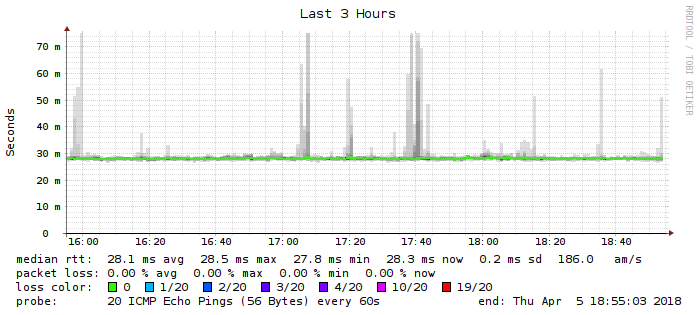 Last 3 Hours
RRDTOOL / TOBI OETIKER
Seconds
70 m
60 m
50 m
40 m
30 m
20 m
10 m
0
16:00 16:20 16:40 17:00 17:20 17:40 18:00 18:20 18:40
median rtt: 28.1 ms avg 28.5 ms max 27.8 ms min 28.3 ms now 0.2 ms sd 186.0 am/s
packet loss: 0.00 % avg 0.00 % max 0.00 % min 0.00 % now
loss color: 0 1/20 2/20 3/20 4/20 10/20 19/20
probe: 20 ICMP Echo Pings (56 Bytes) every 60s end: Thu Apr 5 18:55:03 2018